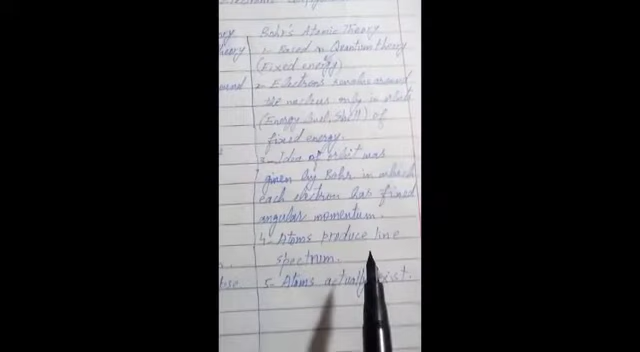 Bohr's Atomic Theory
1- Based on Quantum theory
(Fixed energy)
2- Electrons revolve around
the nucleus only in orbits
(Energy level, Shell) of
fixed energy.
3- Idea of orbit was
given by Bohr in which
each electron has fixed
angular momentum.
4- Atoms produce line
spectrum.
5- Atoms actually exist.